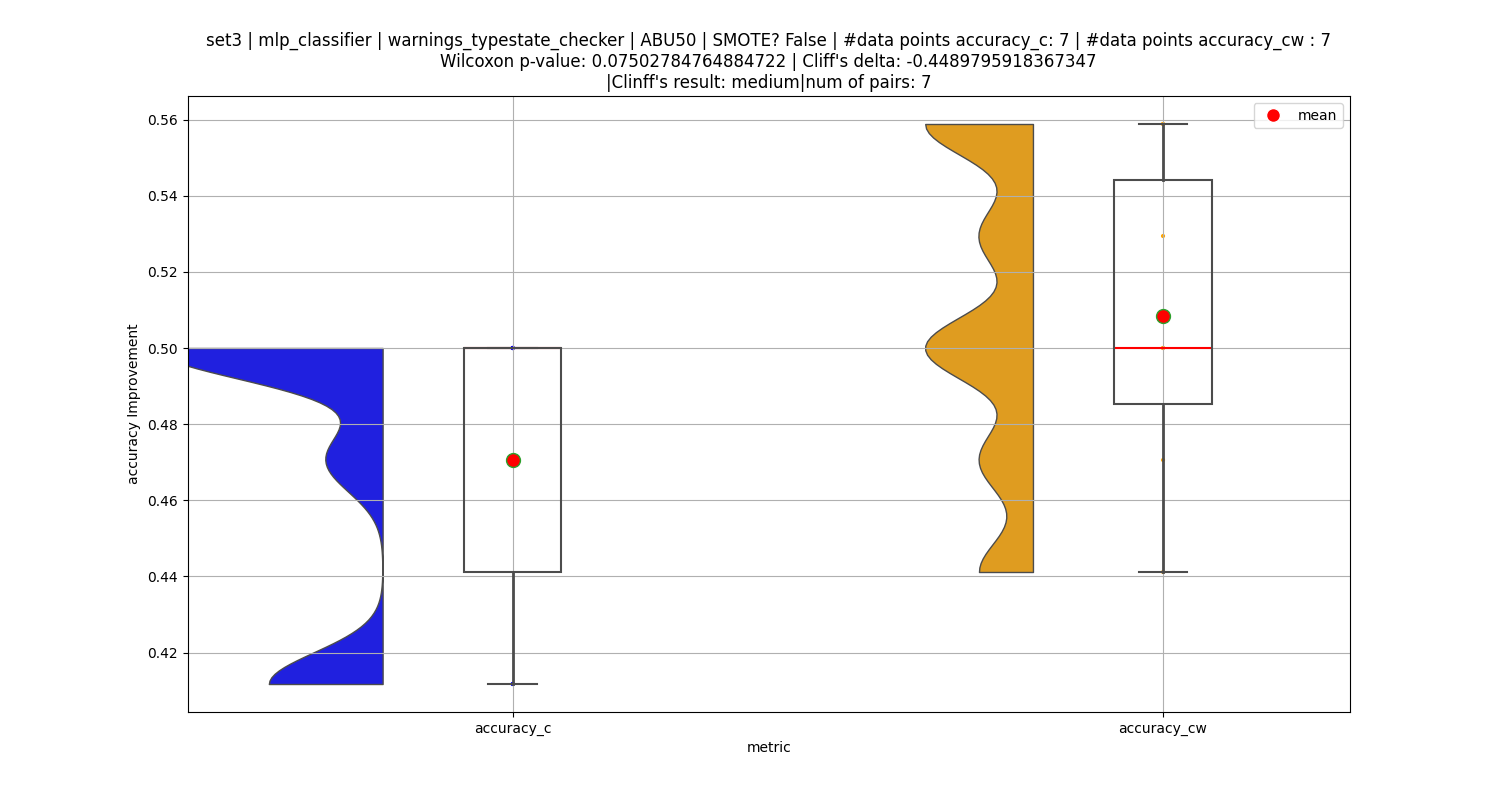 set3 | mlp_classifier | warnings_typestate_checker | ABU50 | SMOTE? False | #data points accuracy_c: 7 | #data points accuracy_cw : 7
Wilcoxon p-value: 0.07502784764884722 | Cliff's delta: -0.4489795918367347
|Clinff's result: medium|num of pairs: 7
mean
0.56
0.54
0.52
0.50
0.48
0.46
0.44
0.42
accuracy Improvement
accuracy_c
accuracy_cw
metric